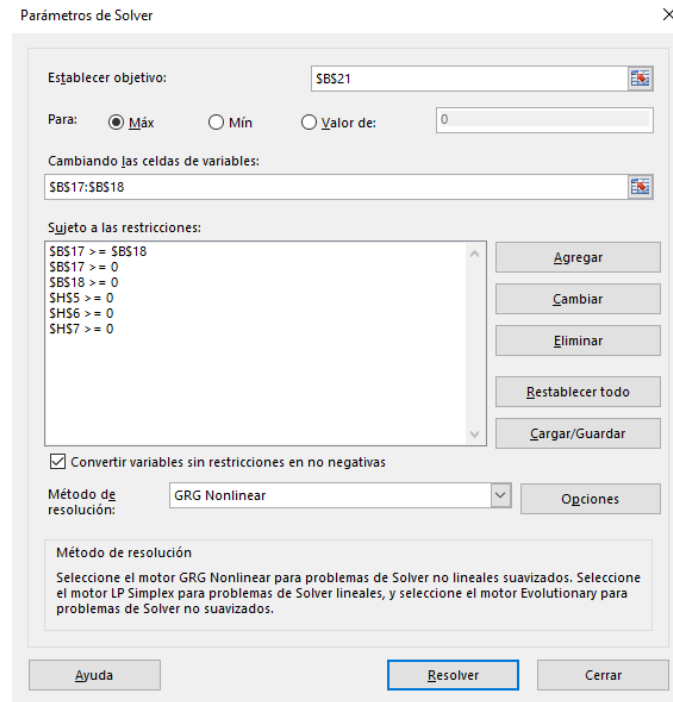 Parámetros de Solver
Establecer objetivo: $B$21
Para: Máx Mín Valor de: 0
Cambiando las celdas de variables:
$B$17:$B$18
Sujeto a las restricciones:
$B$17 >= $B$18
$B$17 >= 0
$B$18 >= 0
$H$5 >= 0
$H$6 >= 0
$H$7 >= 0
Agregar
Cambiar
Eliminar
Restablecer todo
Cargar/Guardar
Convertir variables sin restricciones en no negativas
Método de
resolución:
GRG Nonlinear
Opciones
Método de resolución
Seleccione el motor GRG Nonlinear para problemas de Solver no lineales suavizados. Seleccione
el motor LP Simplex para problemas de Solver lineales, y seleccione el motor Evolutionary para
problemas de Solver no suavizados.
Ayuda Resolver Cerrar